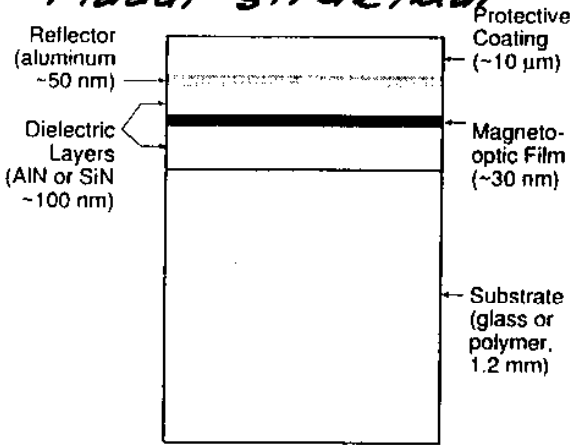 Reflector
(aluminum
~50 nm)
Dielectric
Layers
(AlN or SiN
~100 nm)
Protective
Coating
(~10 μm)
Magneto-
optic Film
(~30 nm)
Substrate
(glass or
polymer,
1.2 mm)